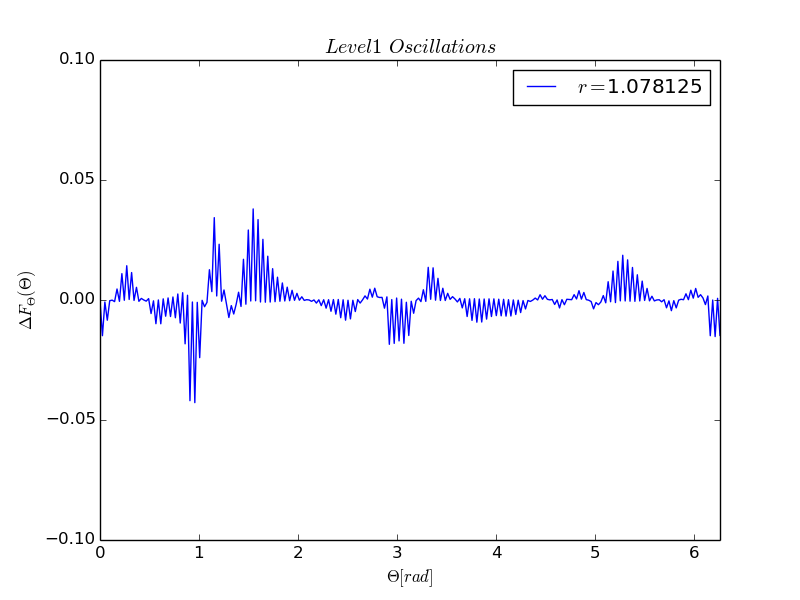 Level1 Oscillations
r=1.078125
0.10
0.05
0.00
−0.05
−0.10
ΔF_Θ(Θ)
0 1 2 3 4 5 6
Θ[rad]